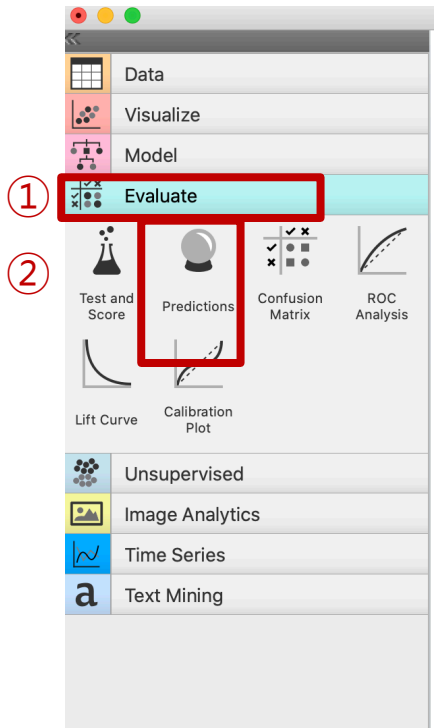 Data
Visualize
Model
① Evaluate
②
Test and
Score
Predictions
Confusion
Matrix
ROC
Analysis
Lift Curve
Calibration
Plot
Unsupervised
Image Analytics
Time Series
a Text Mining